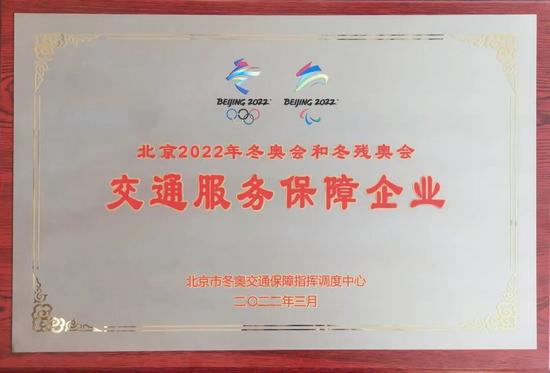 BEIJING 2022 BEIJING 2022
北京2022年冬奥会和冬残奥会
交通服务保障企业
北京市冬奥交通保障指挥调度中心
二〇二二年三月